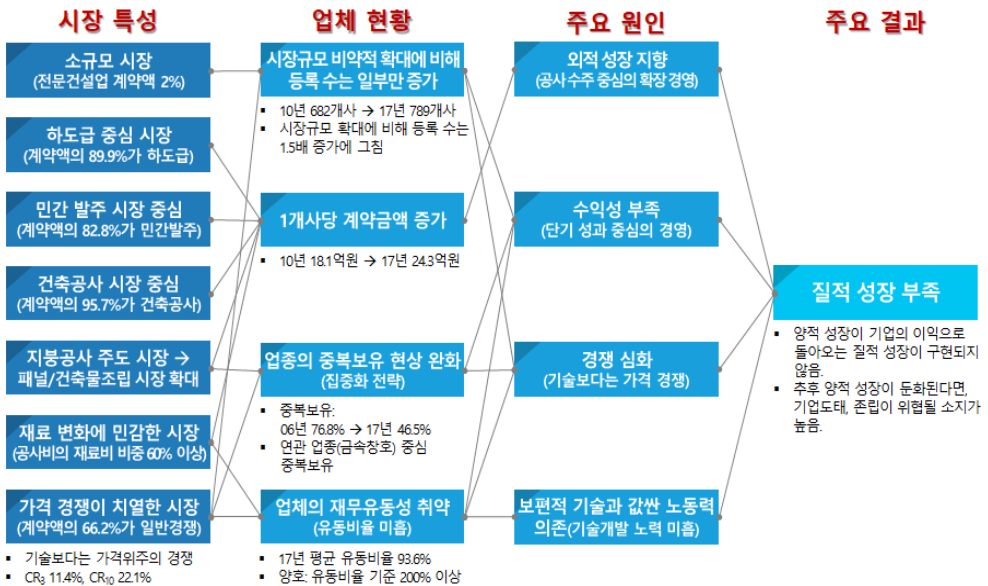 시장 특성
소규모 시장
(전문건설업 계약액 2%)
하도급 중심 시장
(계약액의 89.9%가 하도급)
민간 발주 시장 중심
(계약액의 82.8%가 민간발주)
건축공사 시장 중심
(계약액의 95.7%가 건축공사)
지붕공사 주도 시장 →
패널/건축물조립 시장 확대
재료 변화에 민감한 시장
(공사비의 재료비 비중 60% 이상)
가격 경쟁이 치열한 시장
(계약액의 66.2%가 일반경쟁)
▪ 기술보다는 가격위주의 경쟁
▪ CR₃ 11.4%, CR₁₀ 22.1%
업체 현황
시장규모 비약적 확대에 비해
등록 수는 일부만 증가
▪ 10년 682개사 → 17년 789개사
▪ 시장규모 확대에 비해 등록 수는
1.5배 증가에 그침
1개사당 계약금액 증가
▪ 10년 18.1억원 → 17년 24.3억원
업종의 중복보유 현상 완화
(집중화 전략)
▪ 중복보유:
06년 76.8% → 17년 46.5%
▪ 연관 업종(금속창호) 중심
중복보유
업체의 재무유동성 취약
(유동비율 미흡)
▪ 17년 평균 유동비율 93.6%
▪ 양호: 유동비율 기준 200% 이상
주요 원인
외적 성장 지향
(공사 수주 중심의 확장 경영)
수익성 부족
(단기 성과 중심의 경영)
경쟁 심화
(기술보다는 가격 경쟁)
보편적 기술과 값싼 노동력
의존(기술개발 노력 미흡)
주요 결과
질적 성장 부족
▪ 양적 성장이 기업의 이익으로
돌아오는 질적 성장이 구현되지
않음.
▪ 추후 양적 성장이 둔화된다면,
기업도태, 존립이 위협될 소지가
높음.